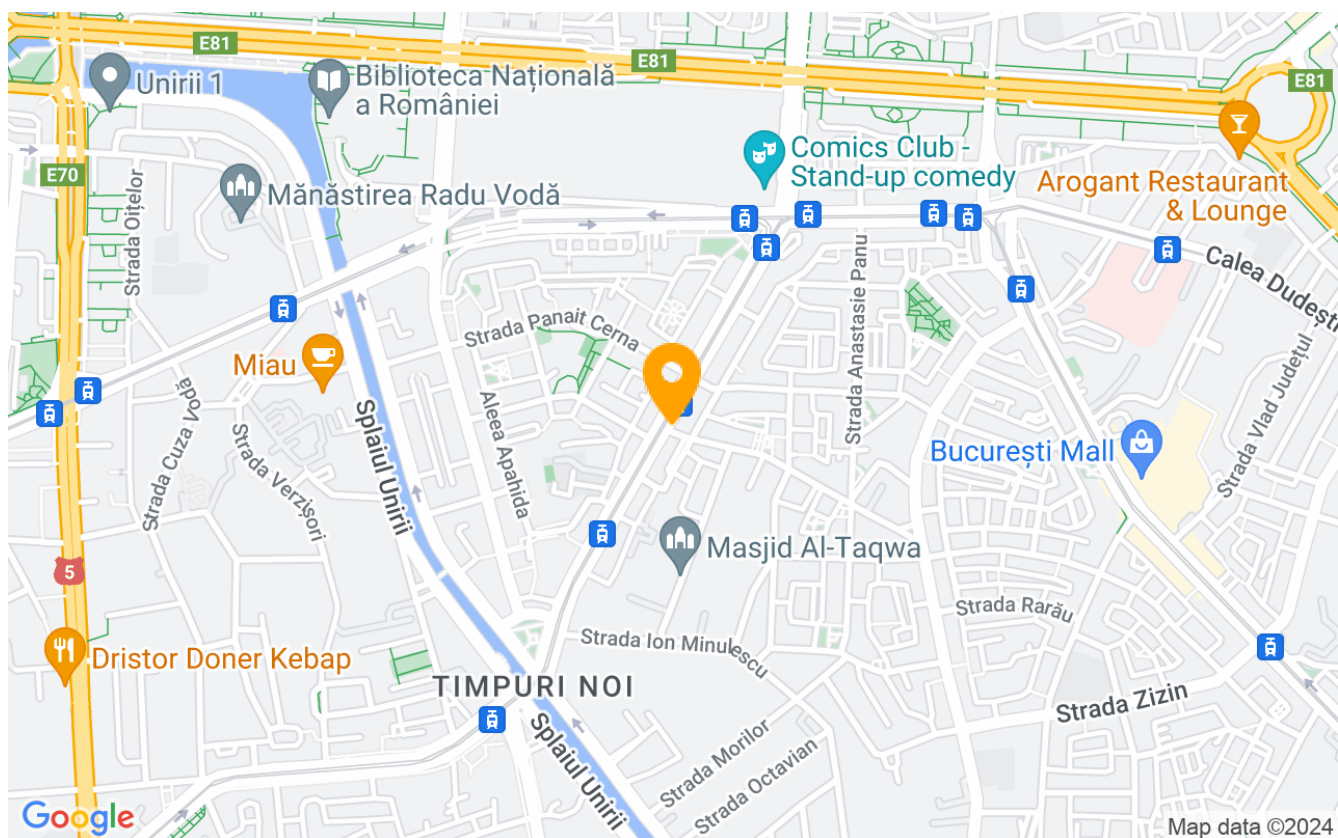 E81
E81
E81
Unirii 1
Biblioteca Națională
a României
Comics Club -
Stand-up comedy
Arogant Restaurant
& Lounge
E70
Strada Oițelor
Mănăstirea Radu Vodă
Strada Anastasie Panu
Calea Dudești
Strada Panait Cerna
Miau
Strada Cuza Vodă
Strada Verzișori
Splaiul Unirii
Aleea Apahida
București Mall
Strada Vlad Județul
Masjid Al-Taqwa
5
Strada Rarău
Strada Ion Minulescu
Dristor Doner Kebap
TIMPURI NOI
Strada Zizin
Splaiul Unirii
Strada Morilor
Strada Octavian
Google
Map data ©2024